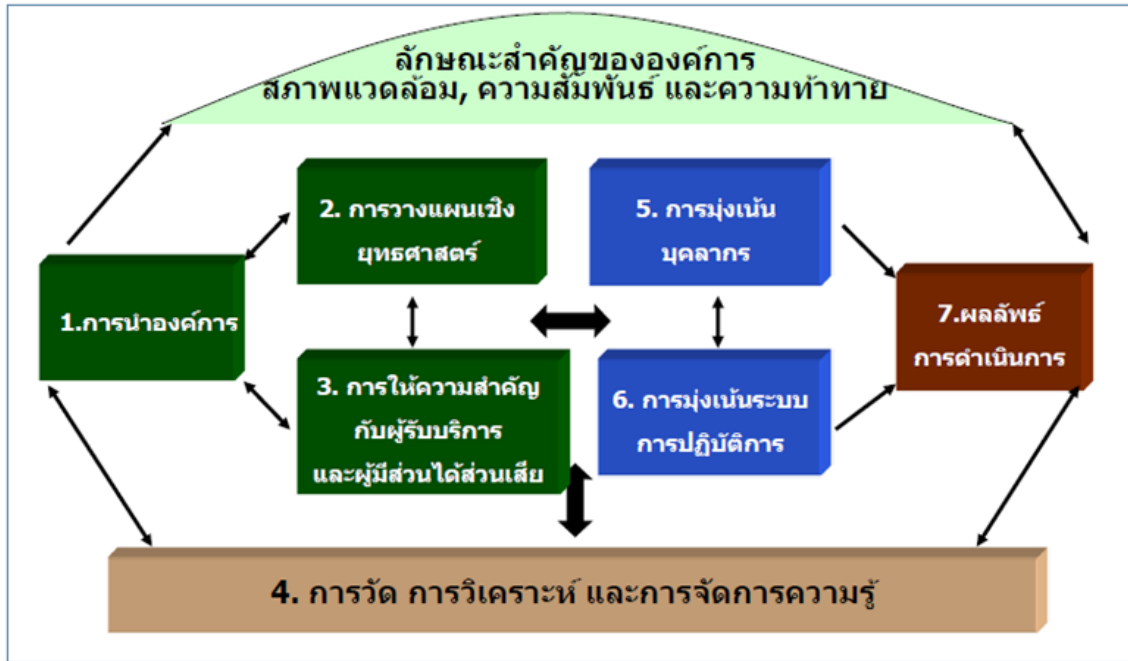 ลักษณะสำคัญขององค์การ
สภาพแวดล้อม, ความสัมพันธ์ และความท้าทาย
2. การวางแผนเชิง
ยุทธศาสตร์
5. การมุ่งเน้น
บุคลากร
1.การนำองค์การ
7.ผลลัพธ์
การดำเนินการ
3. การให้ความสำคัญ
กับผู้รับบริการ
และผู้มีส่วนได้ส่วนเสีย
6. การมุ่งเน้นระบบ
การปฏิบัติการ
4. การวัด การวิเคราะห์ และการจัดการความรู้